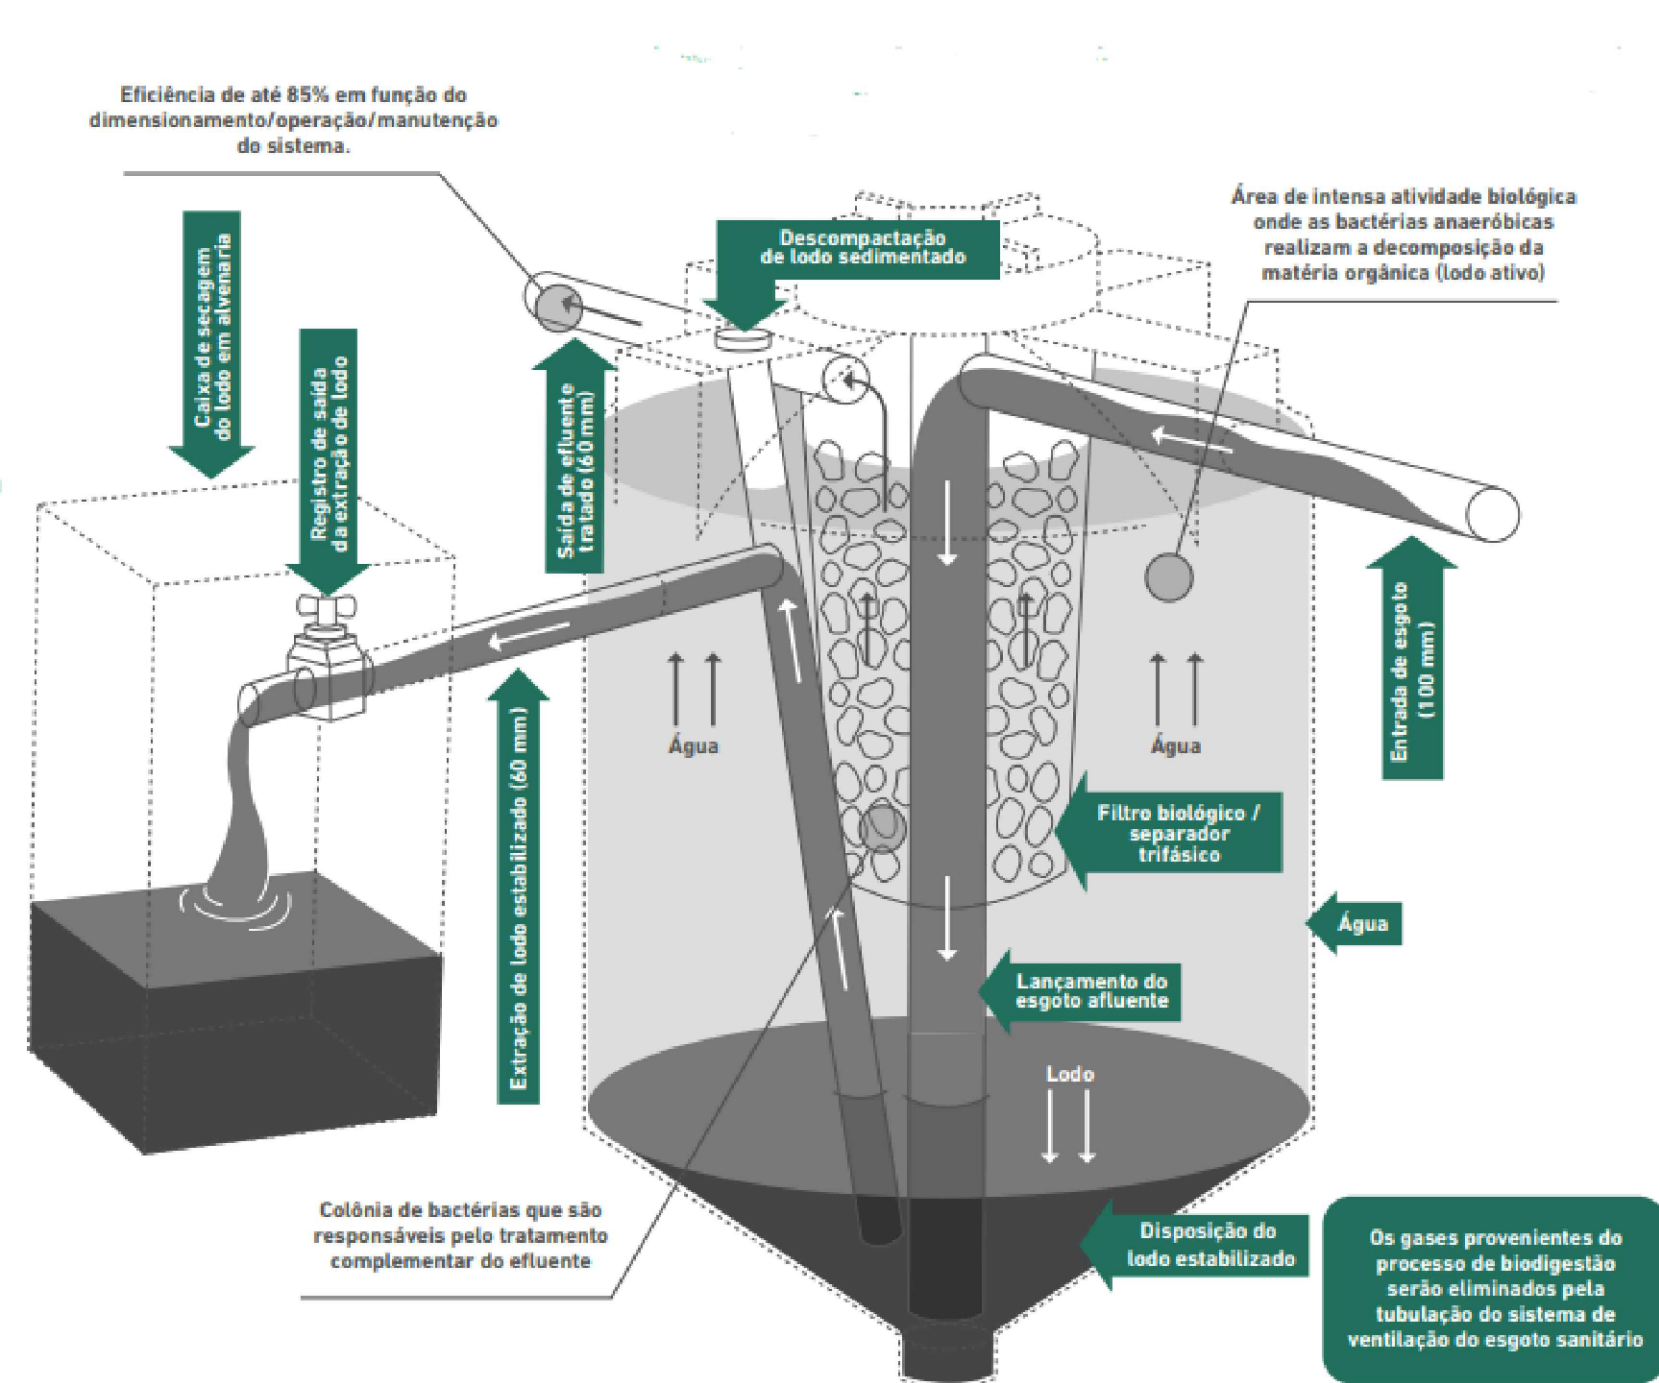 Eficiência de até 85% em função do
dimensionamento/operação/manutenção
do sistema.
Área de intensa atividade biológica
onde as bactérias anaeróbicas
realizam a decomposição da
matéria orgânica (lodo ativo)
Descompactação
de lodo sedimentado
Caixa de secagem
do lodo em alvenaria
Registro de saída
da extração de lodo
Saída de efluente
tratado (60 mm)
Entrada de esgoto
(100 mm)
Água
Água
Extração de lodo estabilizado (60 mm)
Filtro biológico /
separador
trifásico
Água
Lançamento do
esgoto afluente
Lodo
Colônia de bactérias que são
responsáveis pelo tratamento
complementar do efluente
Disposição do
lodo estabilizado
Os gases provenientes do
processo de biodigestão
serão eliminados pela
tubulação do sistema de
ventilação do esgoto sanitário